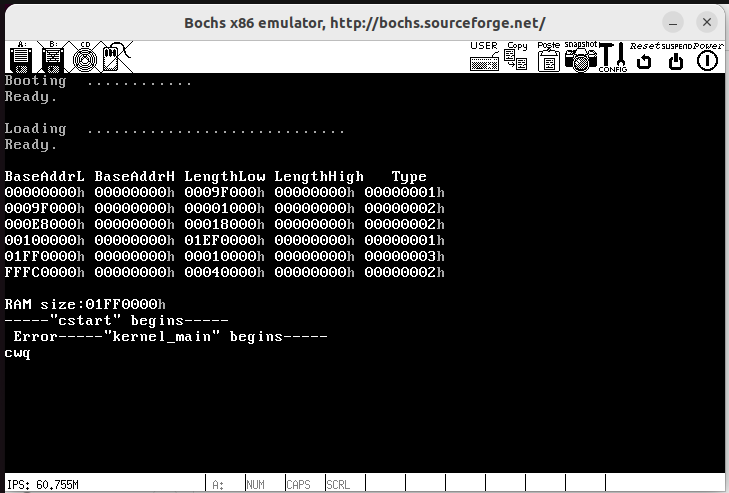 Bochs x86 emulator, http://bochs.sourceforge.net/
A: B: CD USER Copy Paste snapshot CONFIG Reset SUSPEND Power
Booting ............
Ready.
Loading ..............................
Ready.
BaseAddrL BaseAddrH LengthLow LengthHigh Type
00000000h 00000000h 0009F000h 00000000h 00000001h
0009F000h 00000000h 00001000h 00000000h 00000002h
000E8000h 00000000h 00018000h 00000000h 00000002h
00100000h 00000000h 01EF0000h 00000000h 00000001h
01FF0000h 00000000h 00010000h 00000000h 00000003h
FFFC0000h 00000000h 00040000h 00000000h 00000002h
RAM size:01FF0000h
-----"cstart" begins-----
Error-----"kernel_main" begins-----
cwq
IPS: 60.755M A: NUM CAPS SCRL